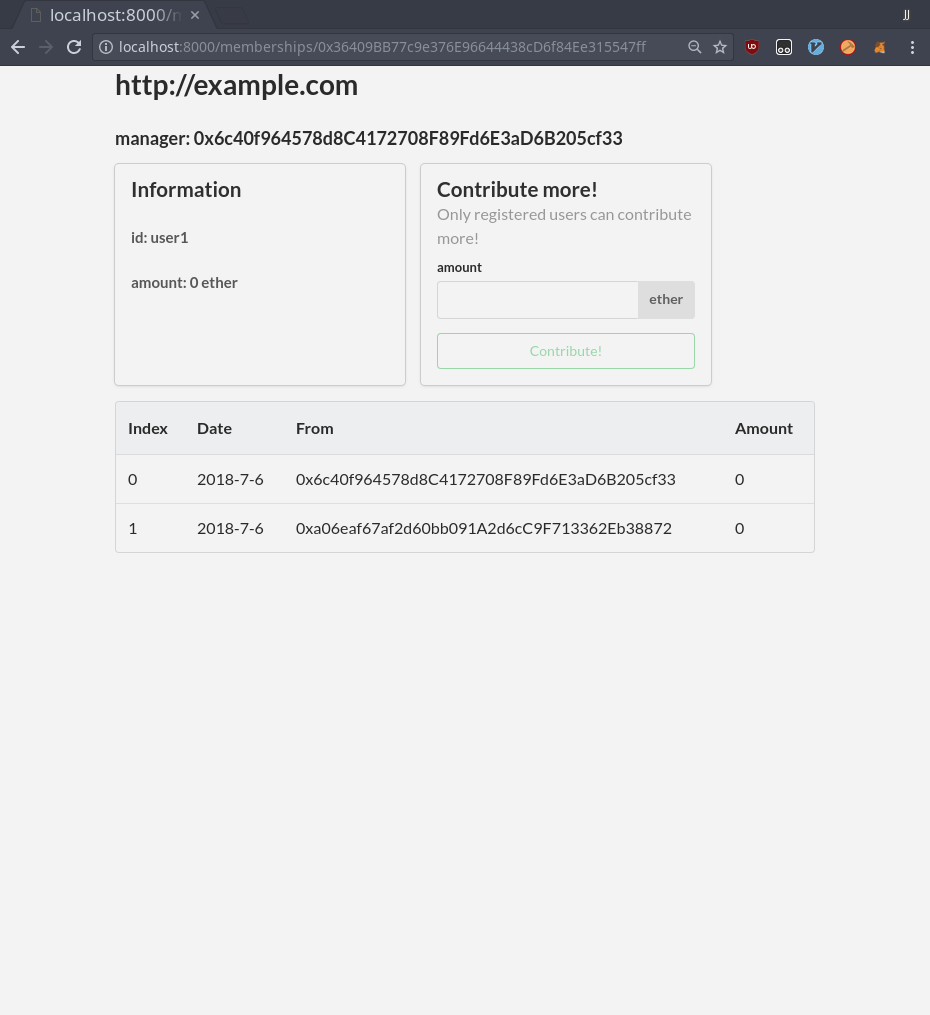 localhost:8000/
JJ
localhost:8000/memberships/0x36409BB77c9e376E96644438cD6f84Ee315547ff
http://example.com
manager: 0x6c40f964578d8C4172708F89Fd6E3aD6B205cf33
Information
id: user1
amount: 0 ether
Contribute more!
Only registered users can contribute
more!
amount
ether
Contribute!
Index Date From Amount
0 2018-7-6 0x6c40f964578d8C4172708F89Fd6E3aD6B205cf33 0
1 2018-7-6 0xa06eaf67af2d60bb091A2d6cC9F713362Eb38872 0